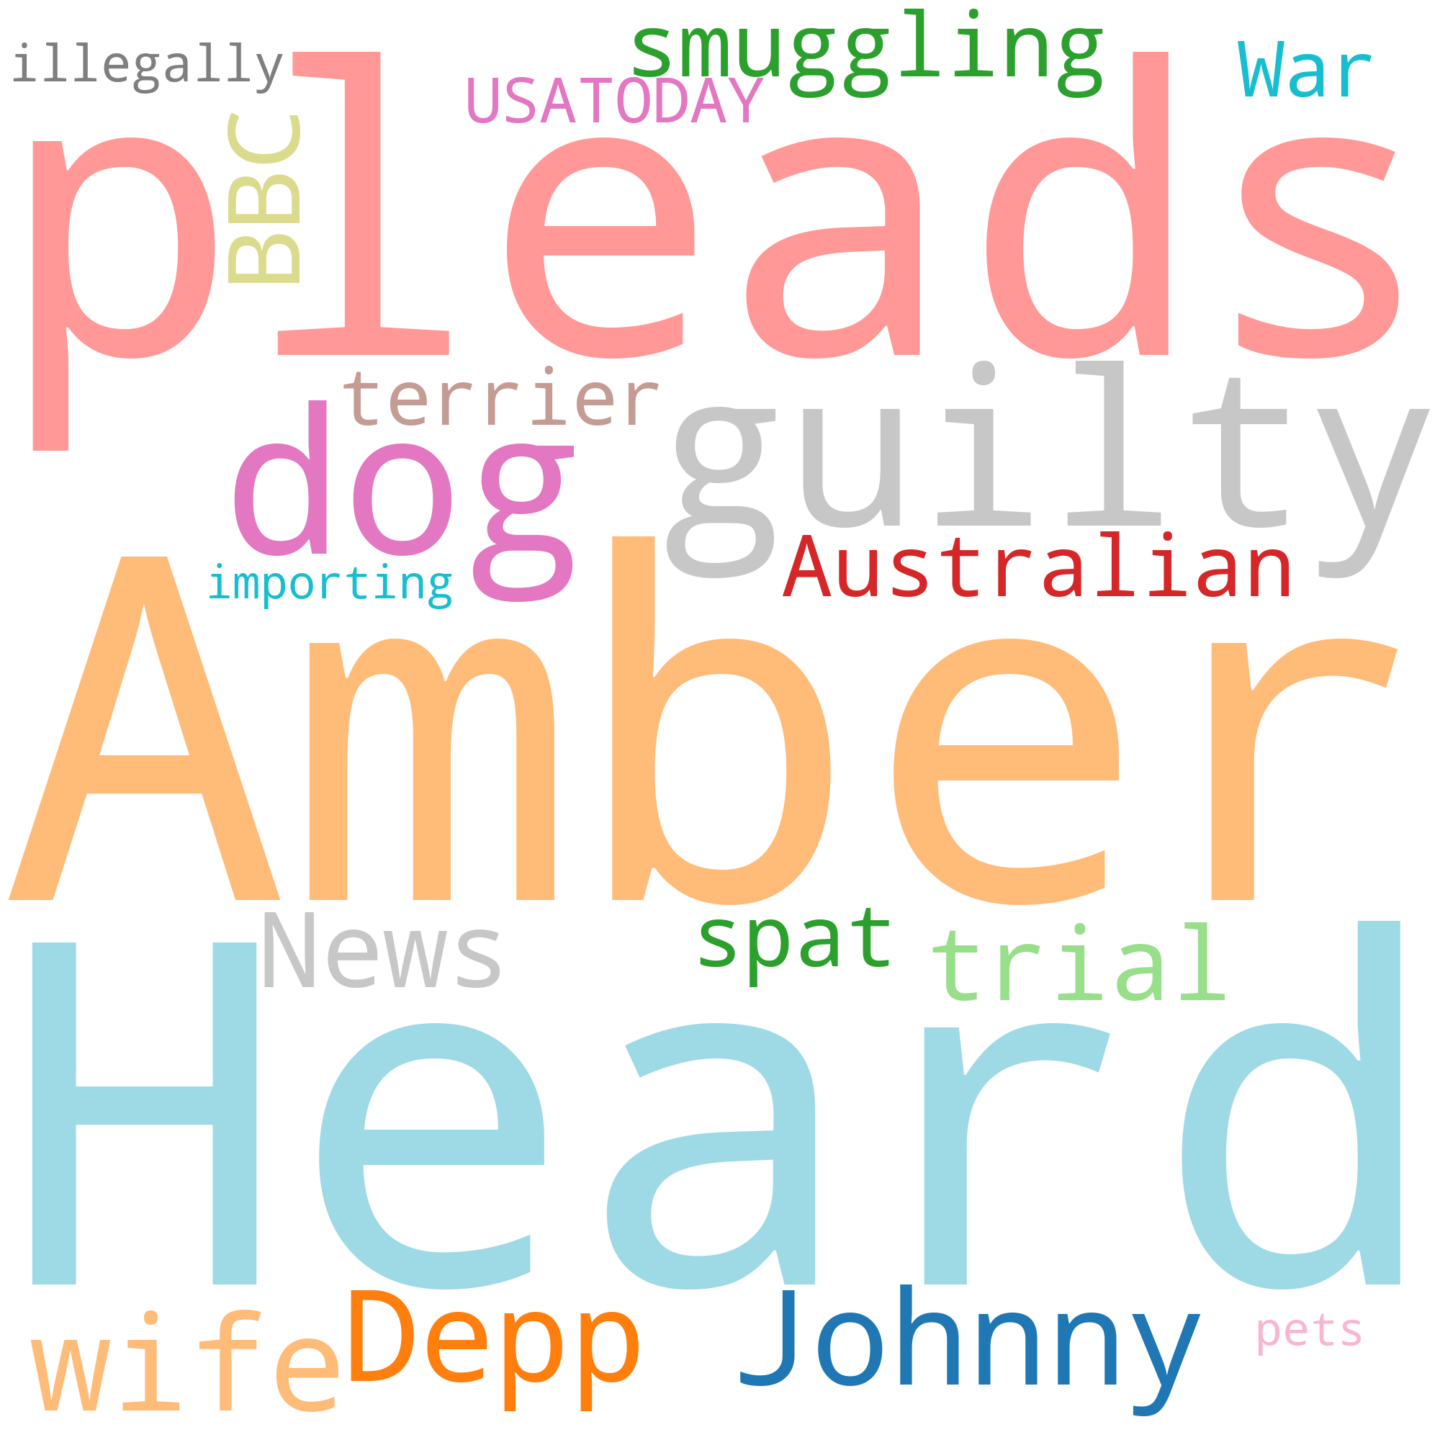 illegally
smuggling
War
USATODAY
BBC
pleads
terrier
guilty
dog
Australian
importing
Amber
News
spat
trial
Heard
wife
Depp
Johnny
pets